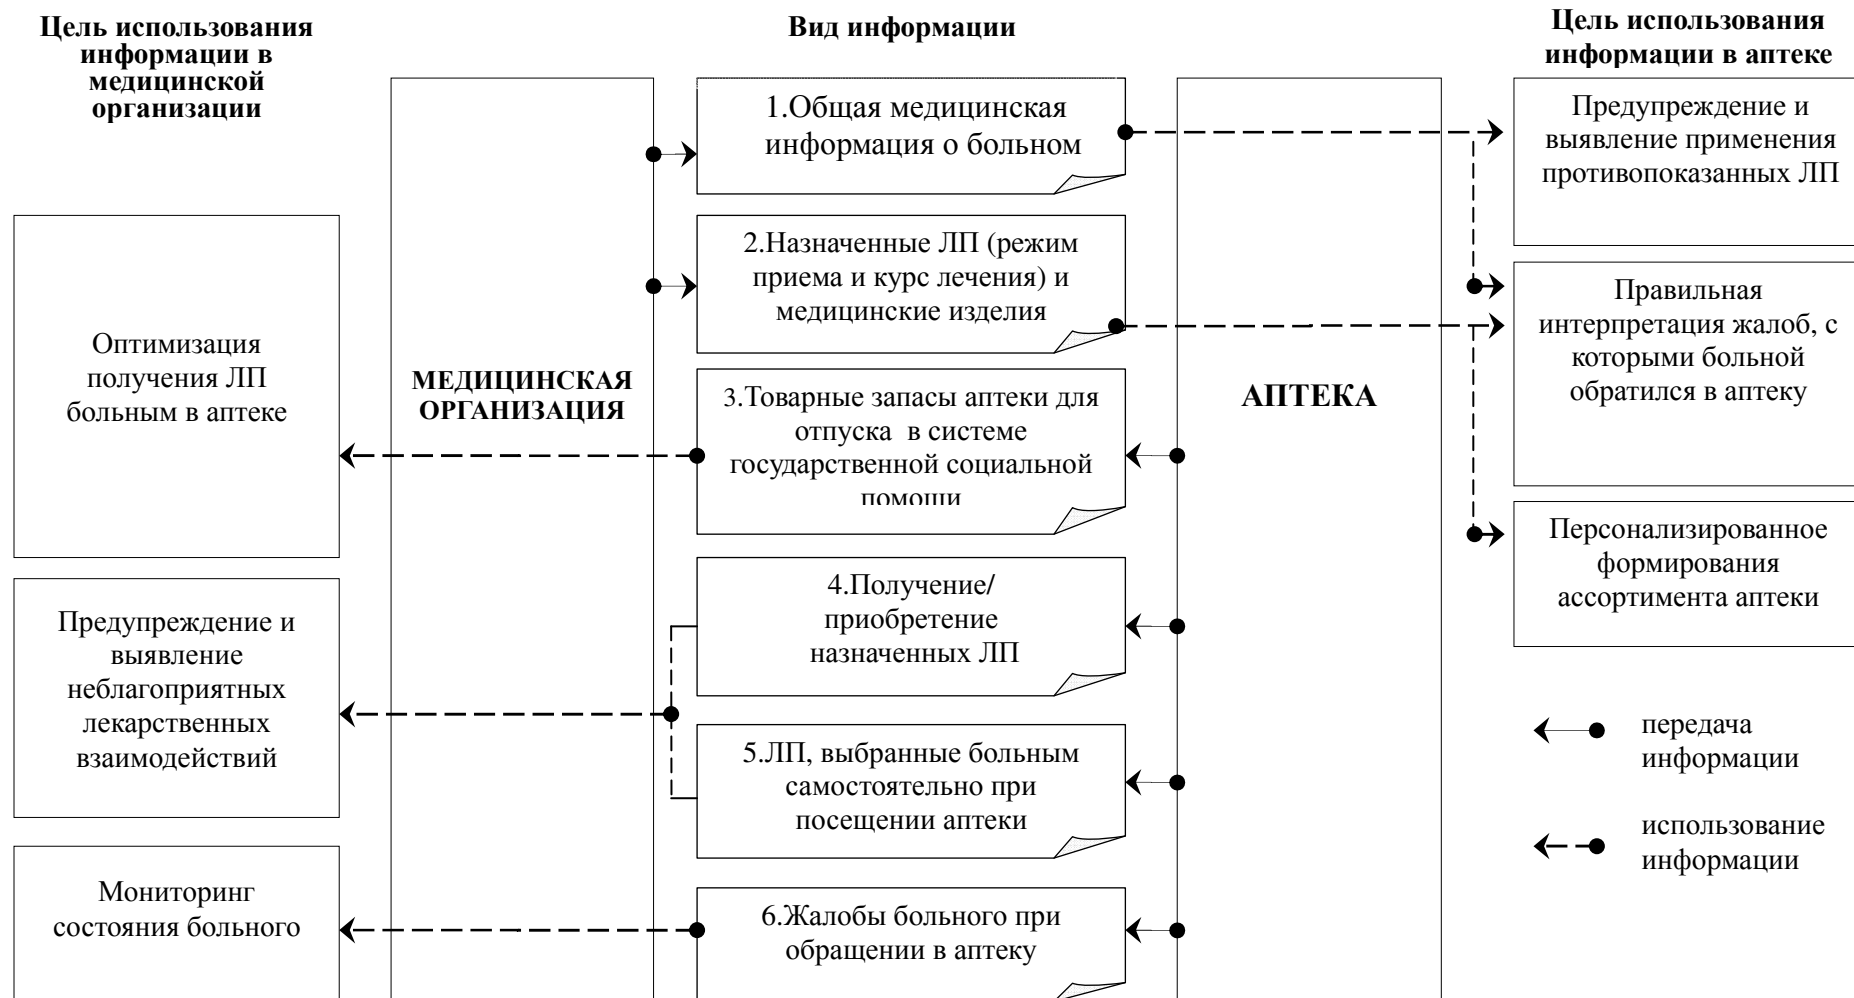 Цель использования
информации в
медицинской
организации
Вид информации
Цель использования
информации в аптеке
Оптимизация
получения ЛП
больным в аптеке
Предупреждение и
выявление
неблагоприятных
лекарственных
взаимодействий
Мониторинг
состояния больного
МЕДИЦИНСКАЯ
ОРГАНИЗАЦИЯ
1.Общая медицинская
информация о больном
2.Назначенные ЛП (режим
приема и курс лечения) и
медицинские изделия
3.Товарные запасы аптеки для
отпуска в системе
государственной социальной
помощи
4.Получение/
приобретение
назначенных ЛП
5.ЛП, выбранные больным
самостоятельно при
посещении аптеки
6.Жалобы больного при
обращении в аптеку
АПТЕКА
Предупреждение и
выявление применения
противопоказанных ЛП
Правильная
интерпретация жалоб, с
которыми больной
обратился в аптеку
Персонализированное
формирования
ассортимента аптеки
передача
информации
использование
информации